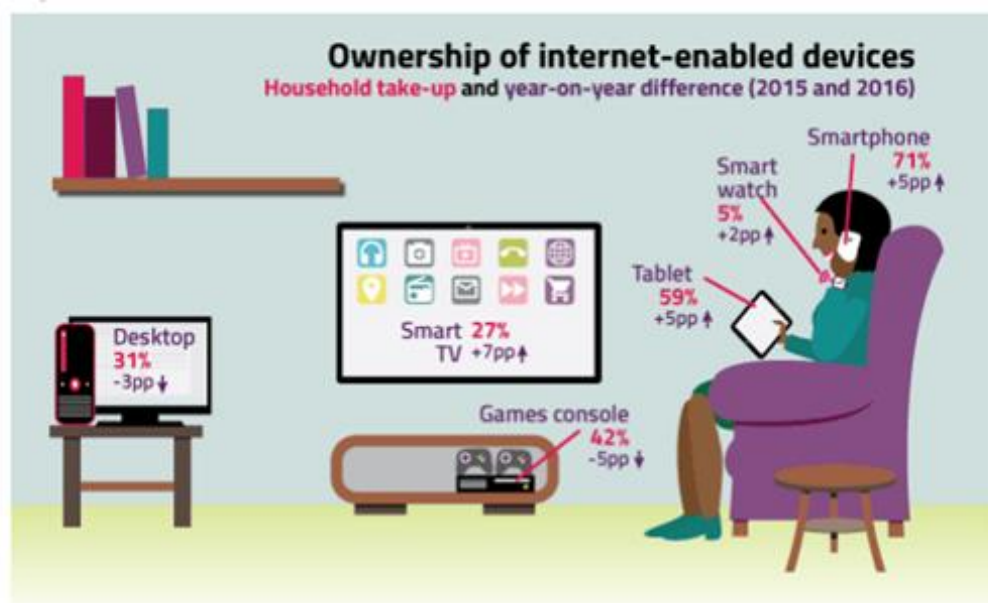 Ownership of internet-enabled devices
Household take-up and year-on-year difference (2015 and 2016)
Smartphone
71%
+5pp
Smart
watch
5%
+2pp
Tablet
59%
+5pp
Smart 27%
TV +7pp
Desktop
31%
-3pp
Games console
42%
-5pp